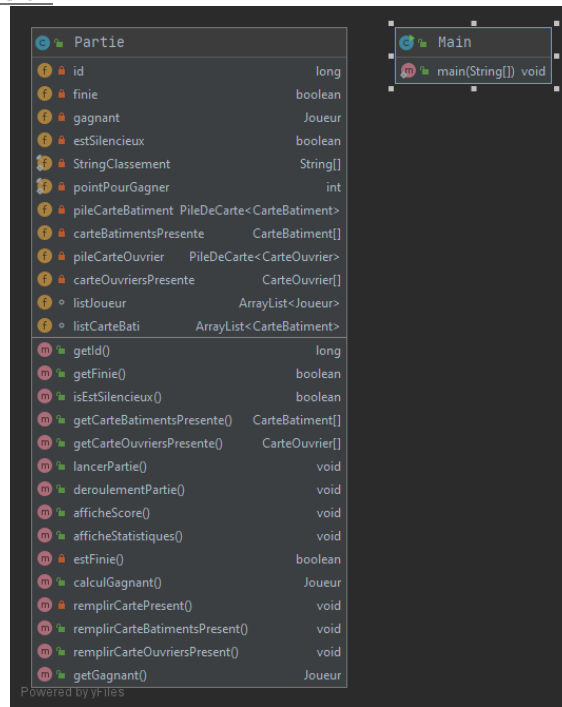 Partie
id long
finie boolean
gagnant Joueur
estSilencieux boolean
StringClassement String[]
pointPourGagner int
pileCarteBatiment PileDeCarte<CarteBatiment>
carteBatimentsPresente CarteBatiment[]
pileCarteOuvrier PileDeCarte<CarteOuvrier>
carteOuvriersPresente CarteOuvrier[]
listJoueur ArrayList<Joueur>
listCarteBati ArrayList<CarteBatiment>
getId() long
getFinie() boolean
isEstSilencieux() boolean
getCarteBatimentsPresente() CarteBatiment[]
getCarteOuvriersPresente() CarteOuvrier[]
lancerPartie() void
deroulementPartie() void
afficheScore() void
afficheStatistiques() void
estFinie() boolean
calculGagnant() Joueur
remplirCartePresent() void
remplirCarteBatimentsPresent() void
remplirCarteOuvriersPresent() void
getGagnant() Joueur
Powered by yFiles
Main
main(String[]) void